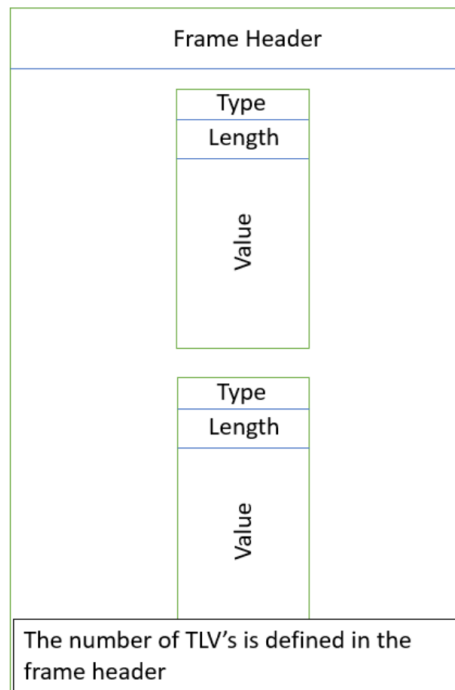 Frame Header
Type
Length
Value
Type
Length
Value
The number of TLV's is defined in the
frame header